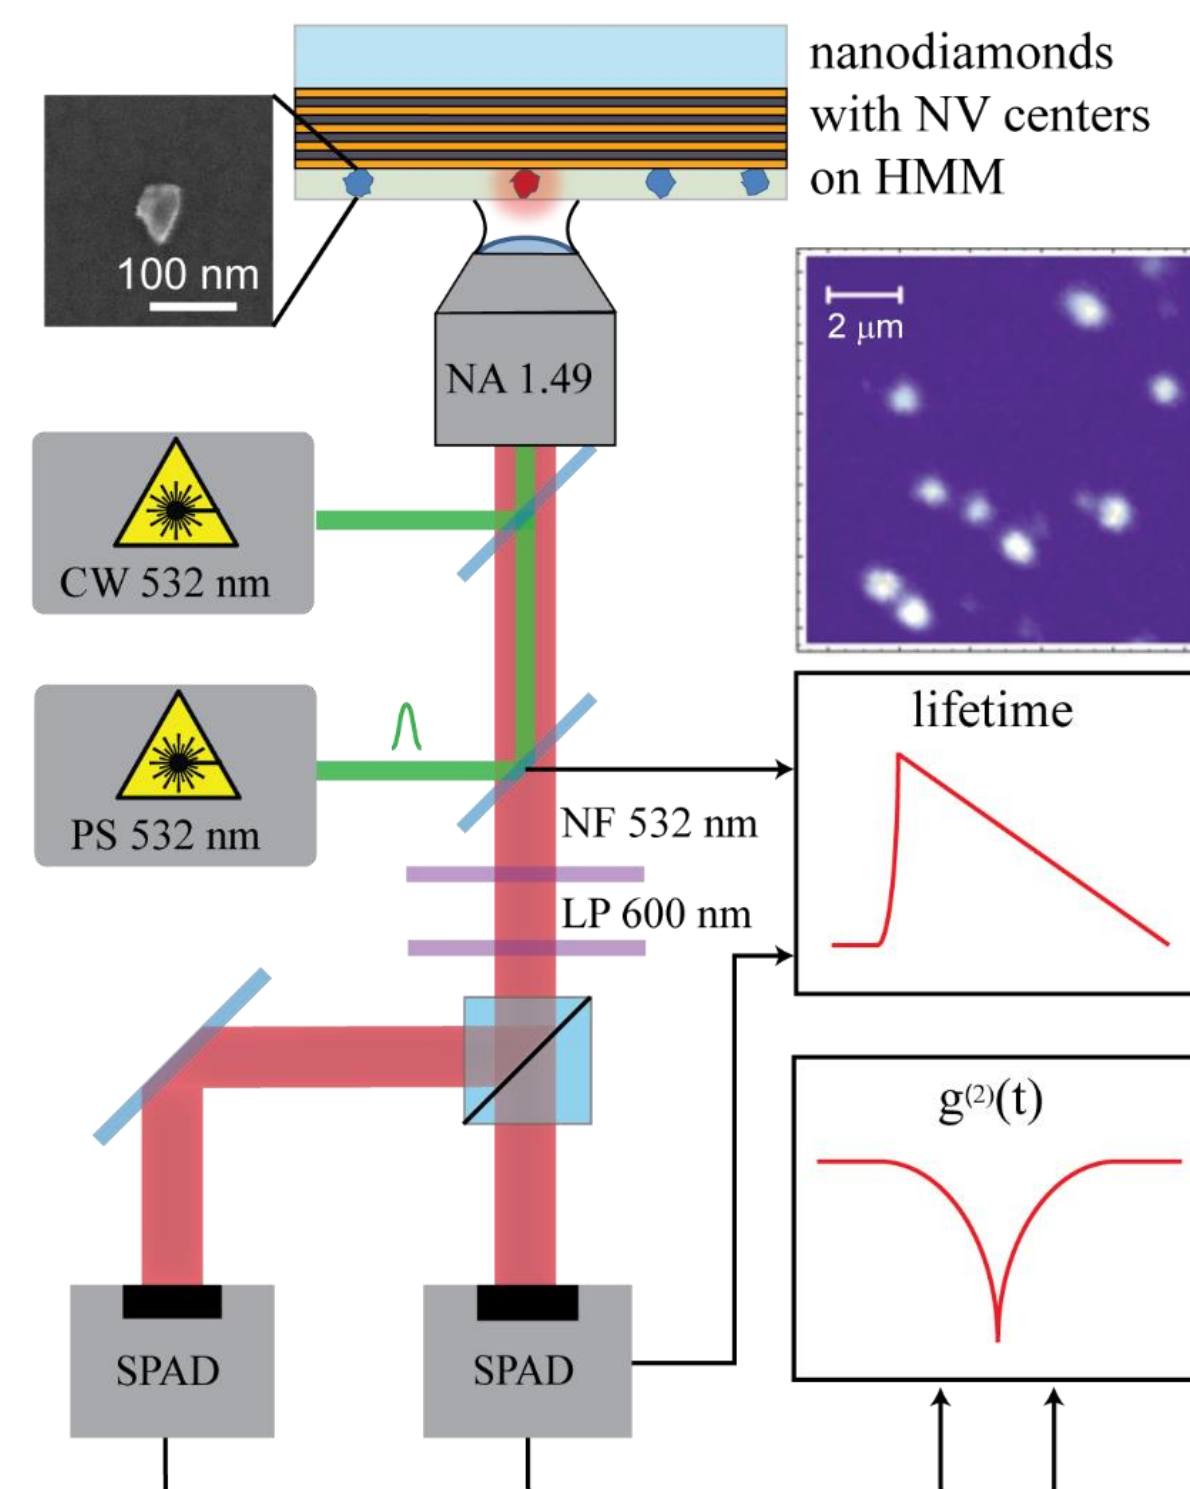 nanodiamonds
with NV centers
on HMM
100 nm
2 μm
NA 1.49
CW 532 nm
PS 532 nm
lifetime
NF 532 nm
LP 600 nm
g⁽²⁾(t)
SPAD
SPAD